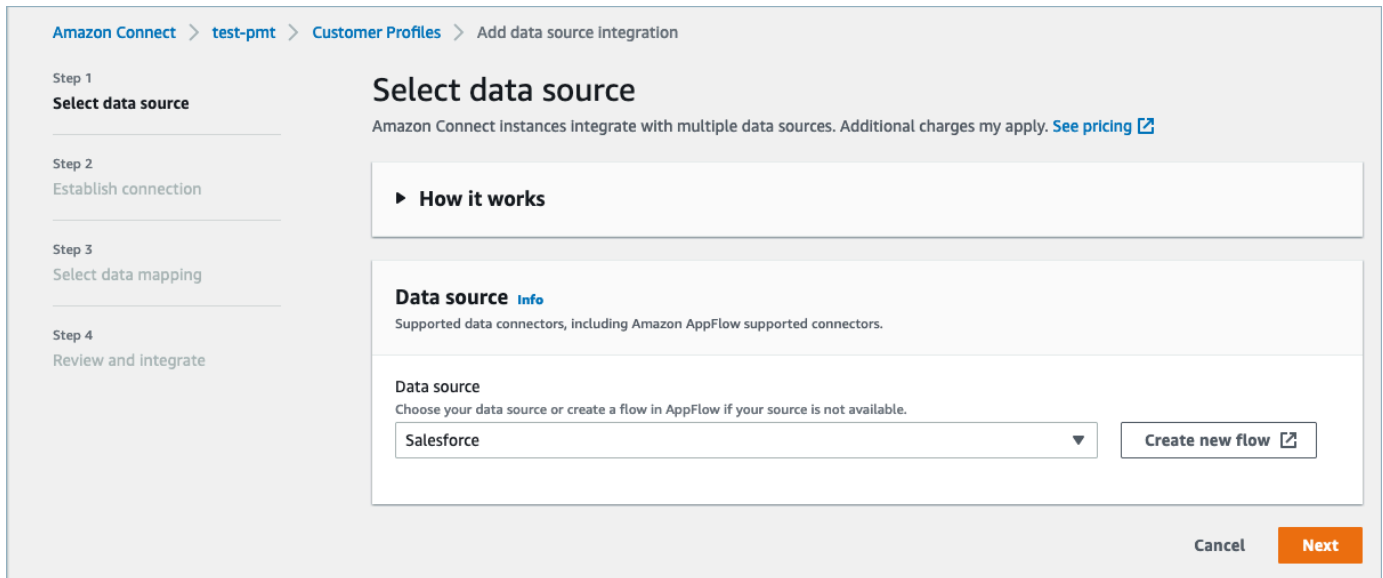 Amazon Connect > test-pmt > Customer Profiles > Add data source integration
Step 1
Select data source
Step 2
Establish connection
Step 3
Select data mapping
Step 4
Review and integrate
Select data source
Amazon Connect instances integrate with multiple data sources. Additional charges my apply. See pricing
How it works
Data source Info
Supported data connectors, including Amazon AppFlow supported connectors.
Data source
Choose your data source or create a flow in AppFlow if your source is not available.
Salesforce
Create new flow
Cancel
Next